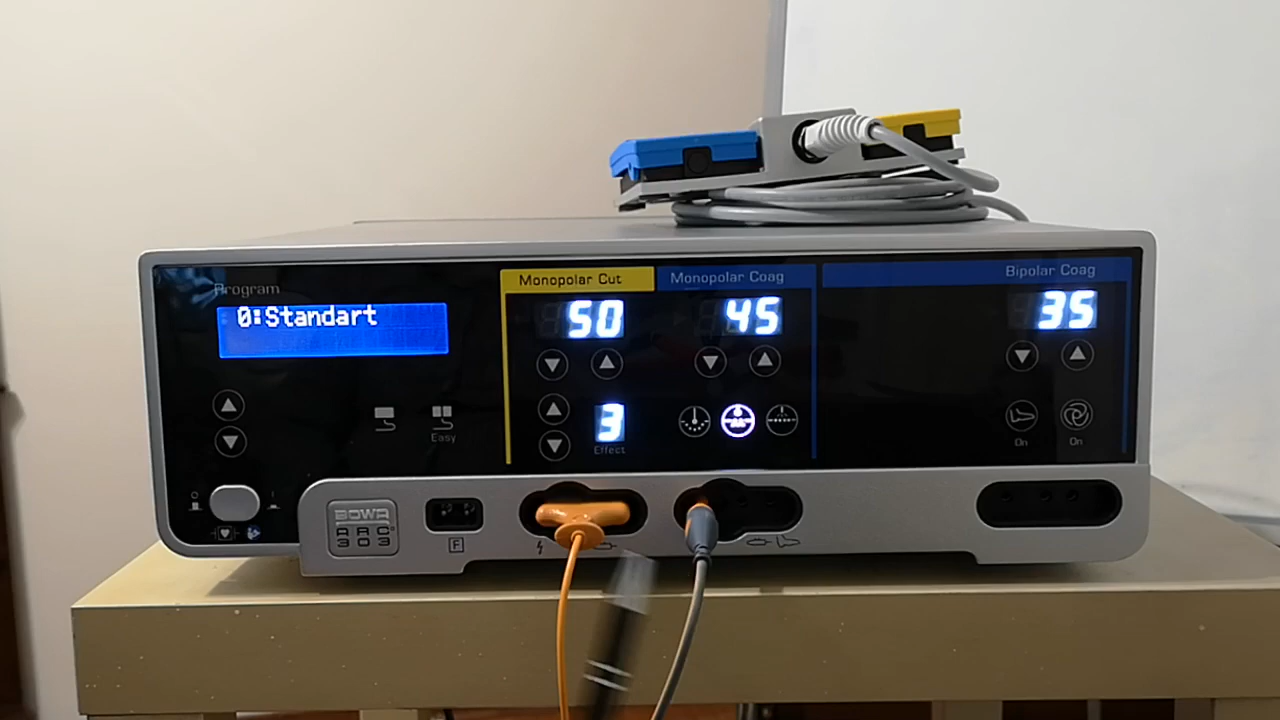 Program
0:Standart
Easy
Monopolar Cut
50
3
Effect
Monopolar Coag
45
Bipolar Coag
35
On
On
BOWA
ARC
303
F